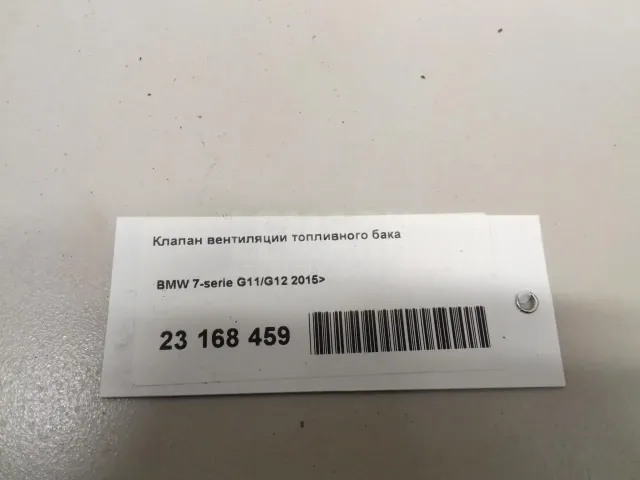 Клапан вентиляции топливного бака
BMW 7-serie G11/G12 2015>
23 168 459